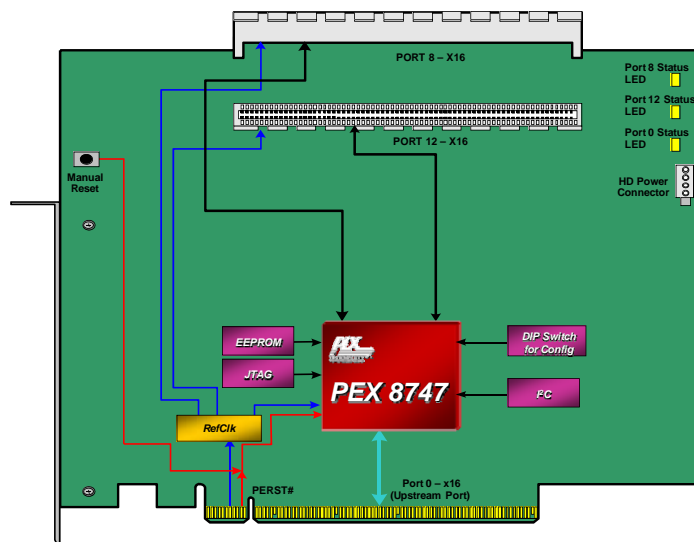 PORT 8 – X16
Port 8 Status
LED
Port 12 Status
LED
PORT 12 – X16
Port 0 Status
LED
Manual
Reset
HD Power
Connector
EEPROM
DIP Switch
for Config
JTAG
PEX 8747
I²C
RefClk
PERST#
Port 0 – x16
(Upstream Port)